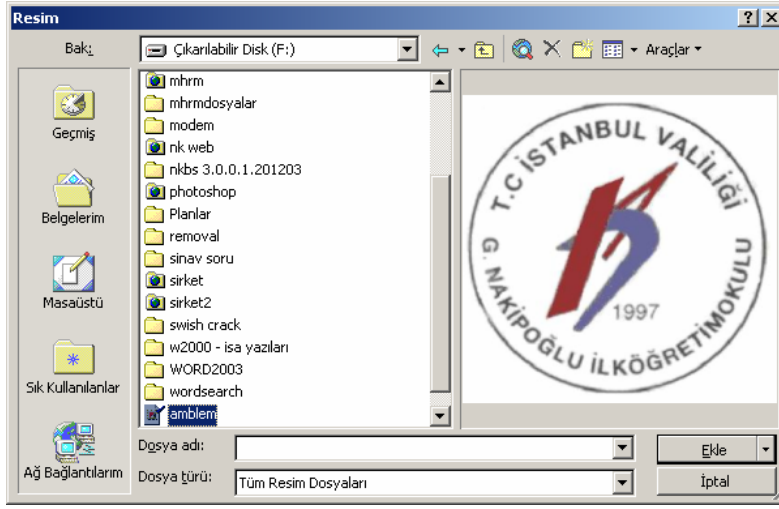 Resim
Bak:
Çıkarılabilir Disk (F:)
Araçlar
Geçmiş
Belgelerim
Masaüstü
Sık Kullanılanlar
Ağ Bağlantılarım
mhrm
mhrmdosyalar
modem
nk web
nkbs 3.0.0.1.201203
photoshop
Planlar
removal
sinav soru
sirket
sirket2
swish crack
w2000 - isa yazıları
WORD2003
wordsearch
amblem
T.C İSTANBUL VALİLİĞİ
1997
G. NAKİPOĞLU İLKÖĞRETİMOKULU
Dosya adı:
Ekle
Dosya türü:
Tüm Resim Dosyaları
İptal